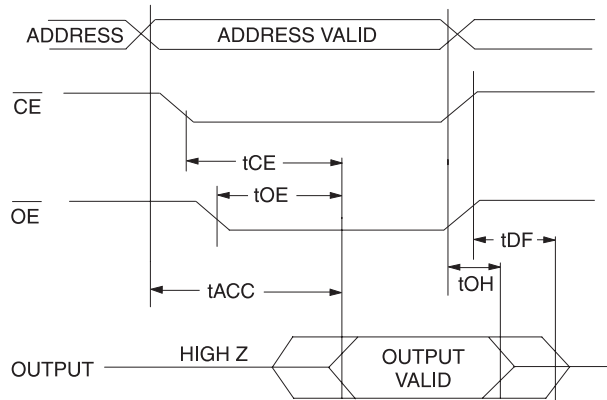 ADDRESS ADDRESS VALID
CE
tCE
tOE
OE
tDF
tOH
tACC
HIGH Z
OUTPUT
OUTPUT
VALID